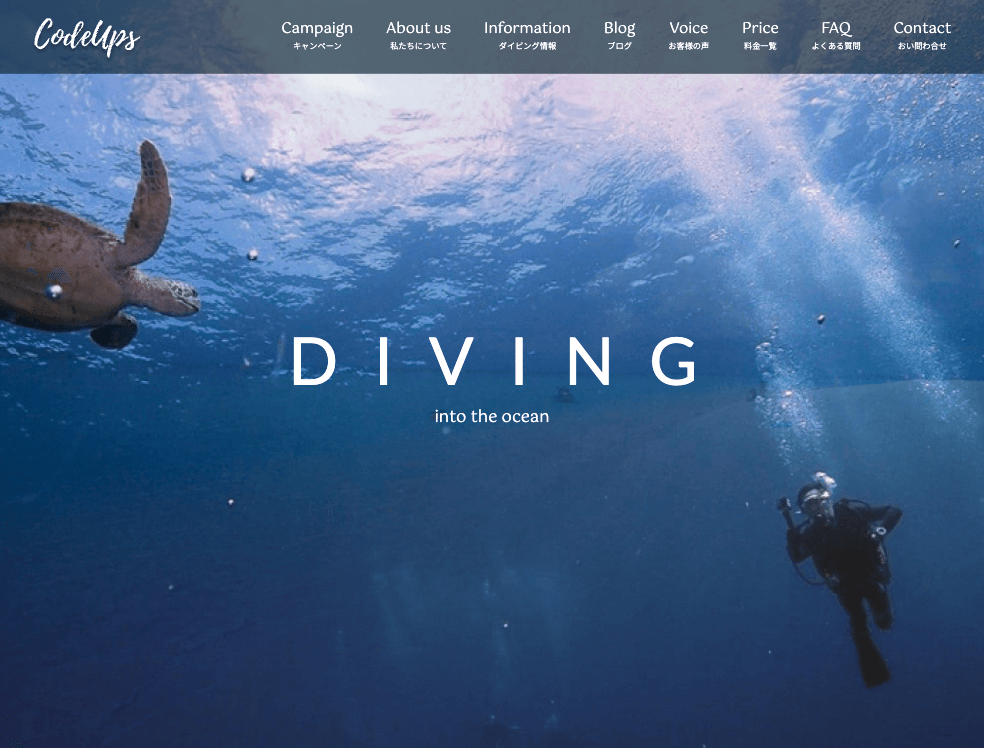 CodeUps
Campaign
キャンペーン
About us
私たちについて
Information
ダイビング情報
Blog
ブログ
Voice
お客様の声
Price
料金一覧
FAQ
よくある質問
Contact
おい問わ合せ
DIVING
into the ocean